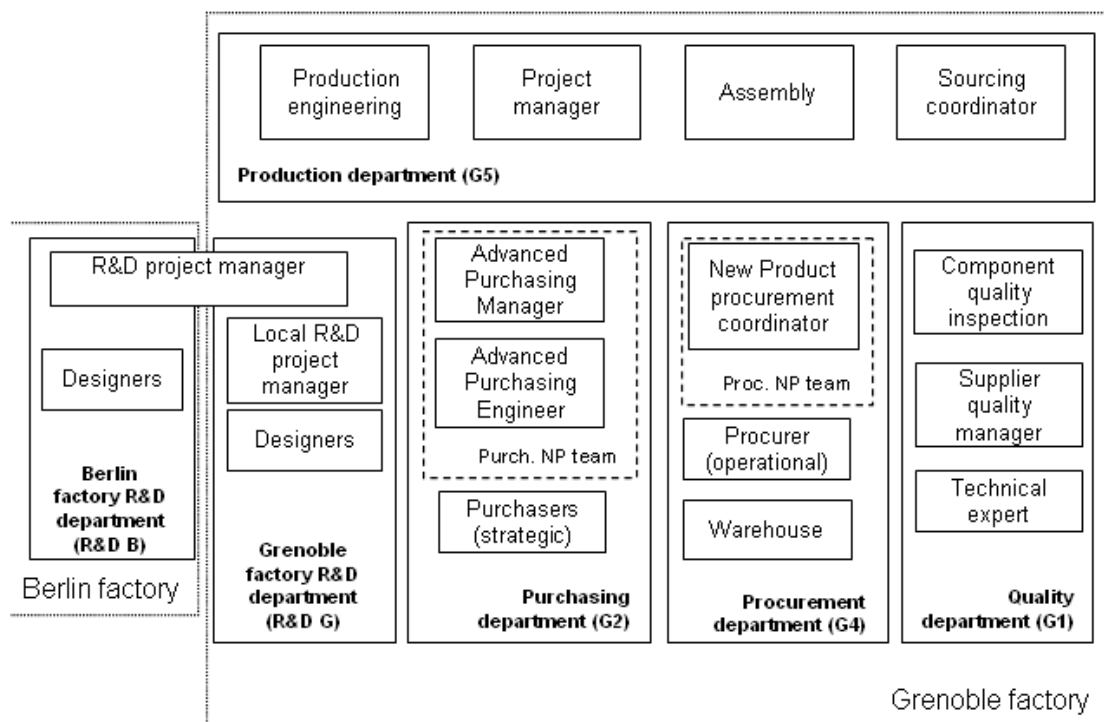 Production
engineering
Project
manager
Assembly
Sourcing
coordinator
Production department (G5)
R&D project manager
Designers
Berlin
factory R&D
department
(R&D B)
Berlin factory
Local R&D
project
manager
Designers
Grenoble
factory R&D
department
(R&D G)
Advanced
Purchasing
Manager
Advanced
Purchasing
Engineer
Purch. NP team
Purchasers
(strategic)
Purchasing
department (G2)
New Product
procurement
coordinator
Proc. NP team
Procurer
(operational)
Warehouse
Procurement
department (G4)
Component
quality
inspection
Supplier
quality
manager
Technical
expert
Quality
department (G1)
Grenoble factory